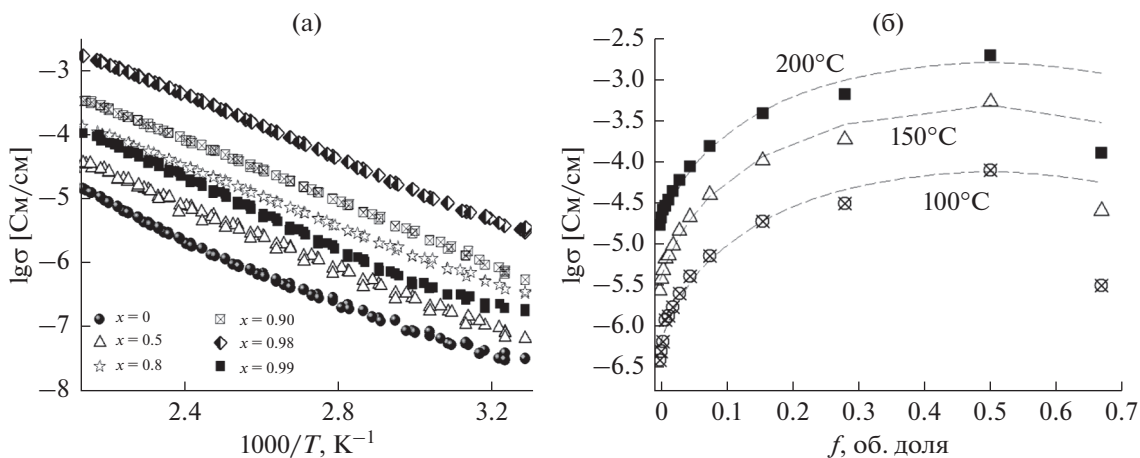 (а)
lgσ [См/см]
−3
−4
−5
−6
−7
−8
2.4
2.8
3.2
1000/T, K⁻¹
x = 0
x = 0.5
x = 0.8
x = 0.90
x = 0.98
x = 0.99
(б)
lgσ [См/см]
−2.5
−3.0
−3.5
−4.0
−4.5
−5.0
−5.5
−6.0
−6.5
200°C
150°C
100°C
0
0.1
0.2
0.3
0.4
0.5
0.6
0.7
f, об. доля